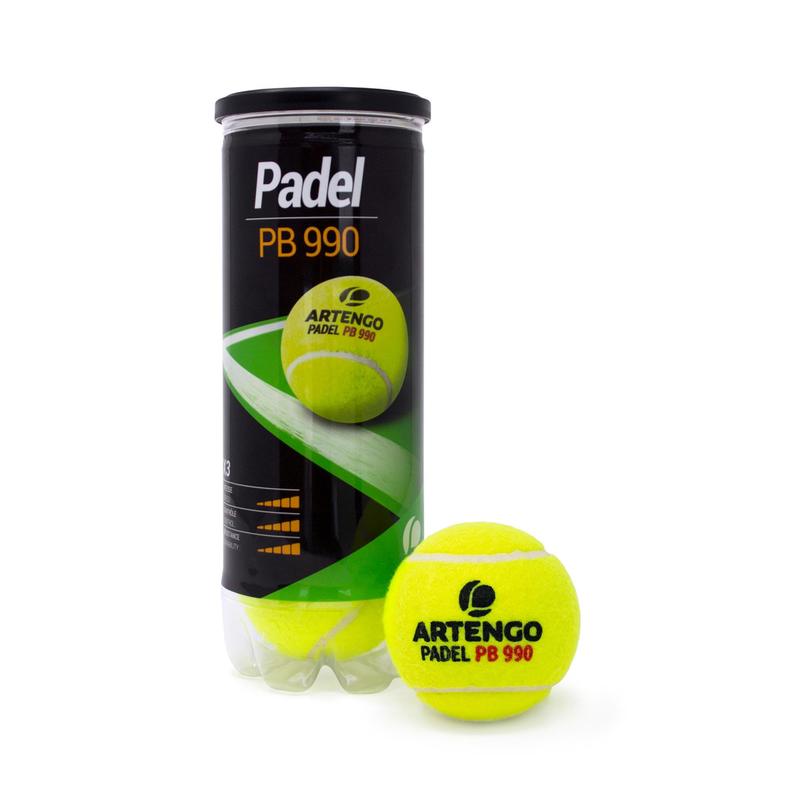 Padel
PB 990
ARTENGO
PADEL PB 990
x3
ARTENGO
PADEL PB 990